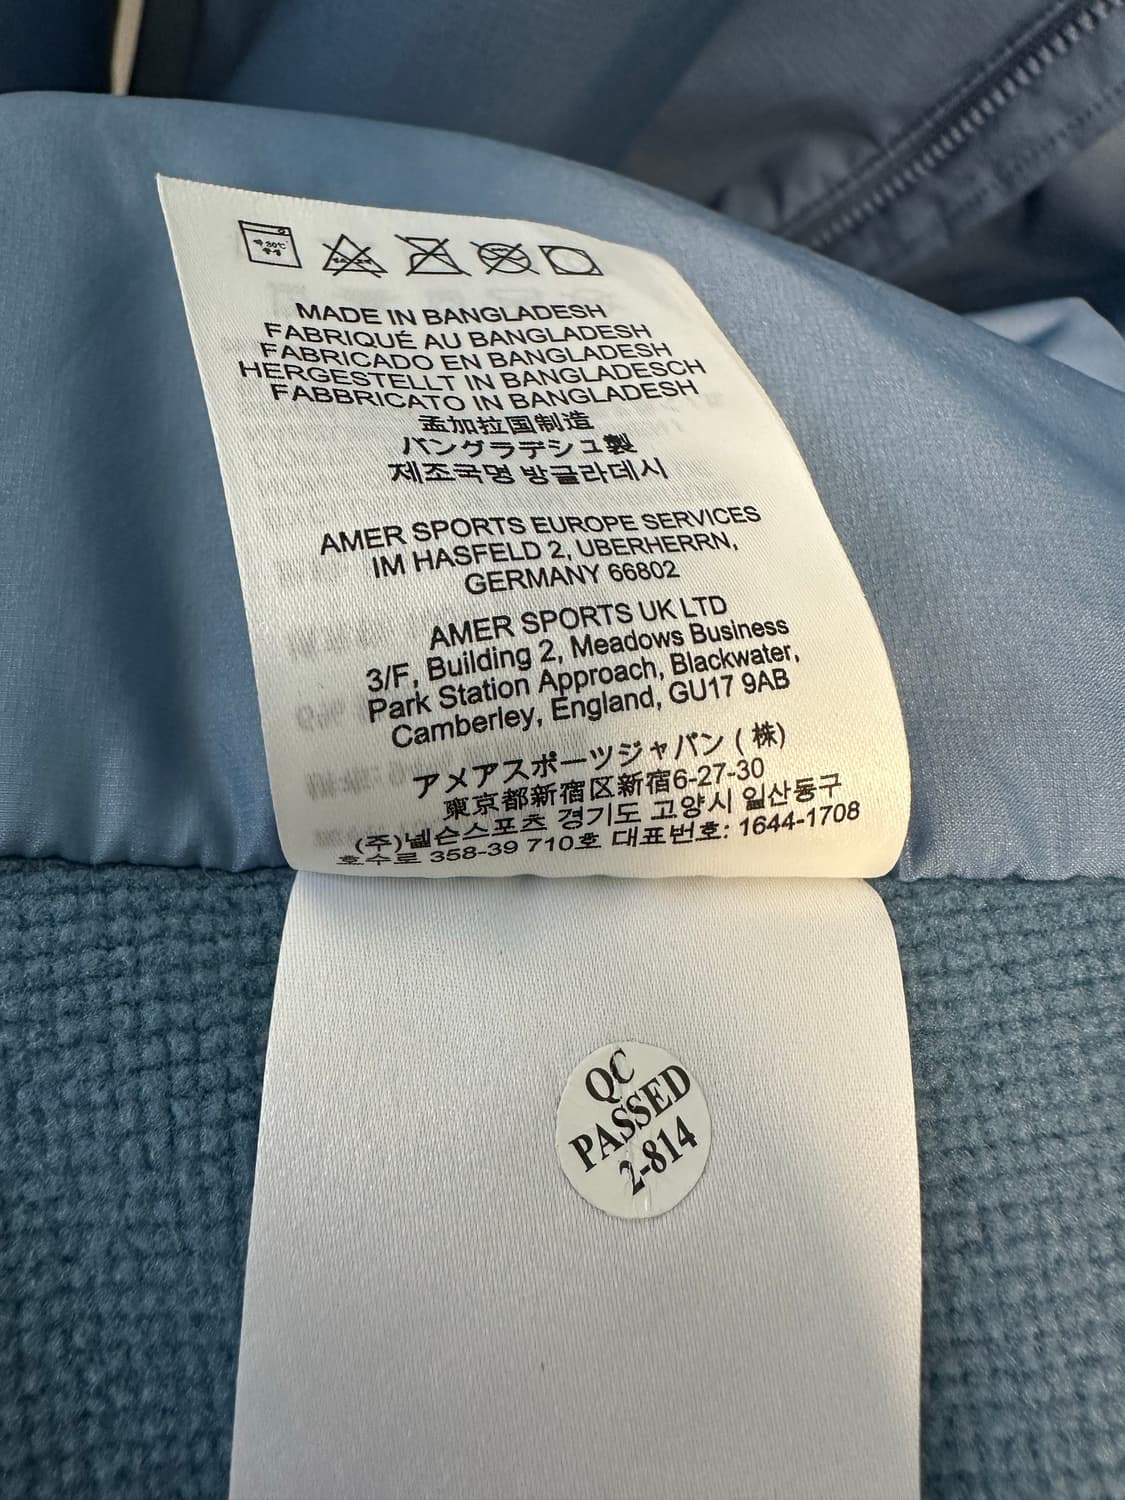 약 30℃
중성
MADE IN BANGLADESH
FABRIQUÉ AU BANGLADESH
FABRICADO EN BANGLADESH
HERGESTELLT IN BANGLADESCH
FABBRICATO IN BANGLADESH
孟加拉国制造
バングラデシュ製
제조국명 방글라데시
AMER SPORTS EUROPE SERVICES
IM HASFELD 2, UBERHERRN,
GERMANY 66802
AMER SPORTS UK LTD
3/F, Building 2, Meadows Business
Park Station Approach, Blackwater,
Camberley, England, GU17 9AB
アメアスポーツジャパン (株)
東京都新宿区新宿6-27-30
(주)넬슨스포츠 경기도 고양시 일산동구
호수로 358-39 710호 대표번호: 1644-1708
QC
PASSED
2-814